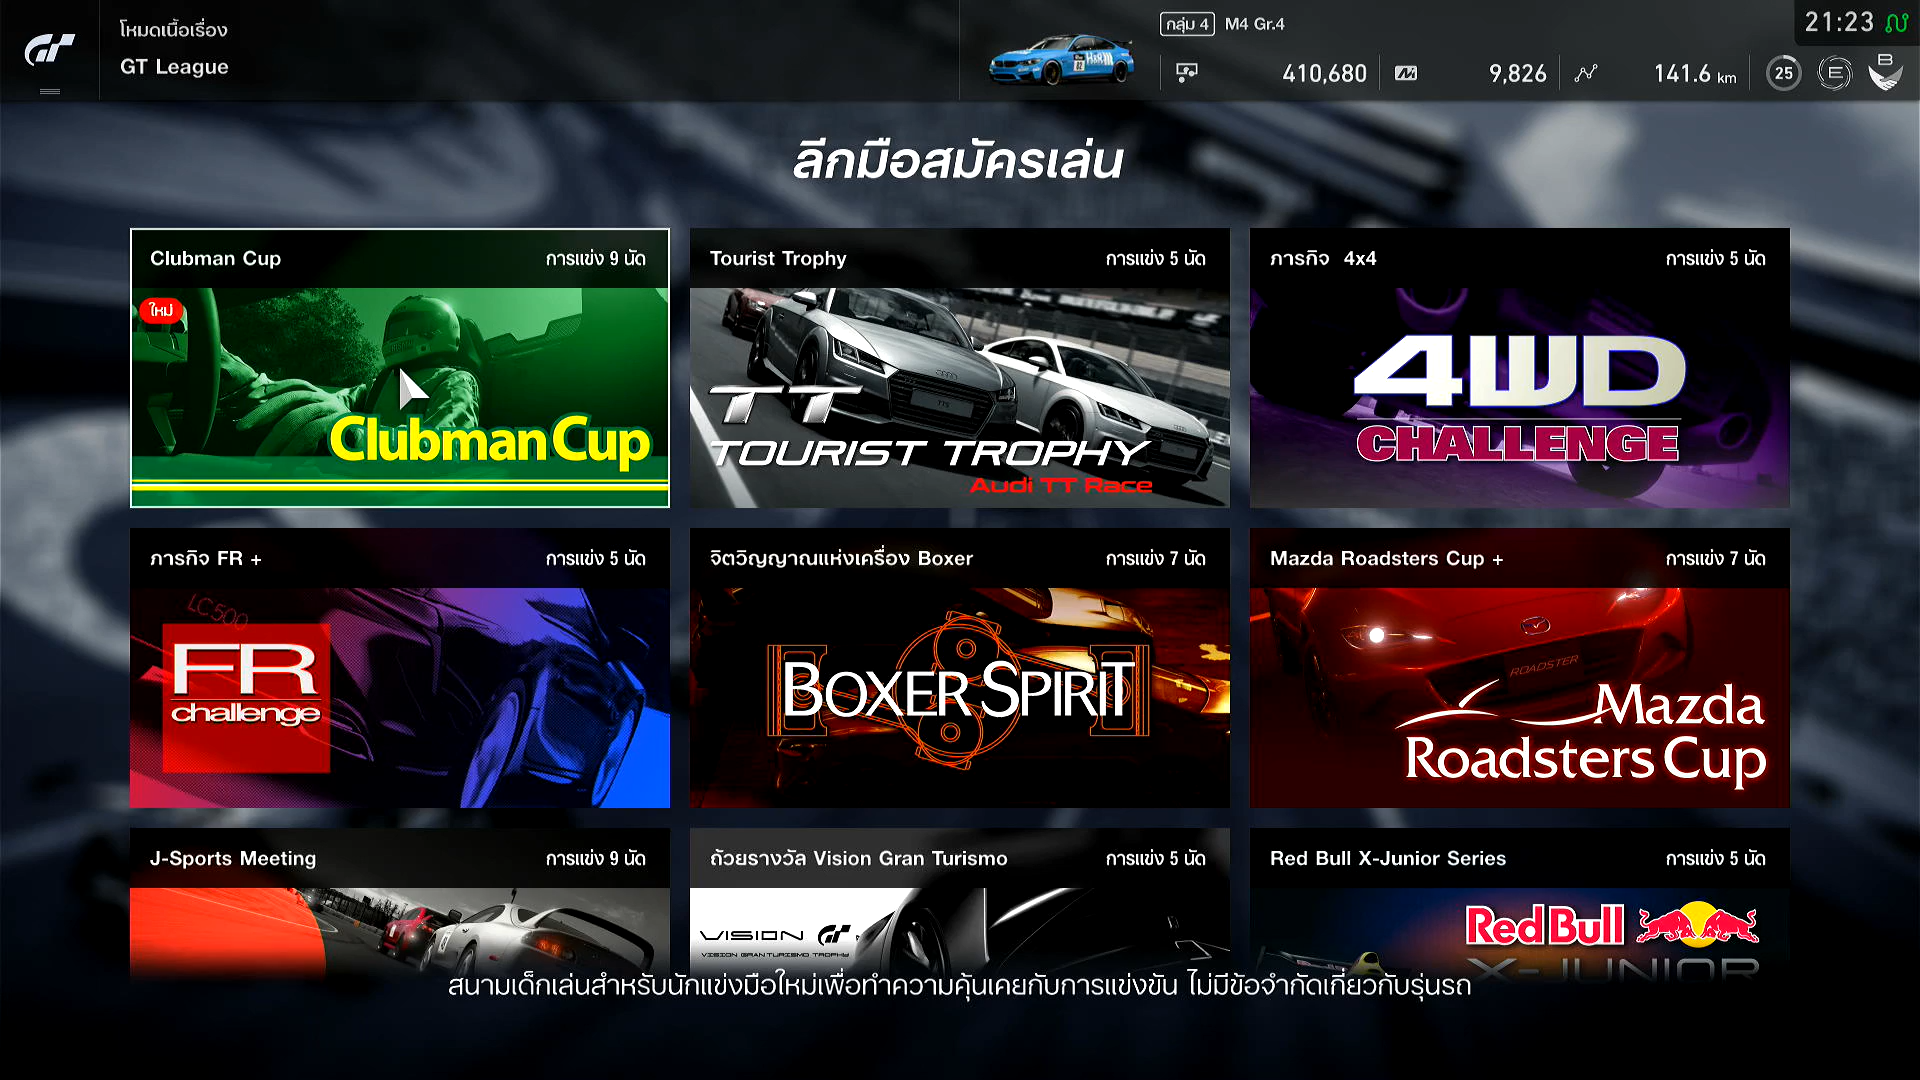 โหมดเนื้อเรื่อง
GT League
กลุ่ม 4 M4 Gr.4
21:23
410,680 9,826 141.6 km 25 E B
ลีกมือสมัครเล่น
Clubman Cup การแข่ง 9 นัด
ใหม่
Clubman Cup
Tourist Trophy การแข่ง 5 นัด
TT
TOURIST TROPHY
Audi TT Race
ภารกิจ 4x4 การแข่ง 5 นัด
4WD
CHALLENGE
ภารกิจ FR + การแข่ง 5 นัด
LC500
FR
challenge
จิตวิญญาณแห่งเครื่อง Boxer การแข่ง 7 นัด
BOXER SPIRIT
Mazda Roadsters Cup + การแข่ง 7 นัด
ROADSTER
Mazda
Roadsters Cup
J-Sports Meeting การแข่ง 9 นัด
ถ้วยรางวัล Vision Gran Turismo การแข่ง 5 นัด
VISION GT
VISION GRAN TURISMO TROPHY
Red Bull X-Junior Series การแข่ง 5 นัด
Red Bull
X-JUNIOR
สนามเด็กเล่นสำหรับนักแข่งมือใหม่เพื่อทำความคุ้นเคยกับการแข่งขัน ไม่มีข้อจำกัดเกี่ยวกับรุ่นรถ